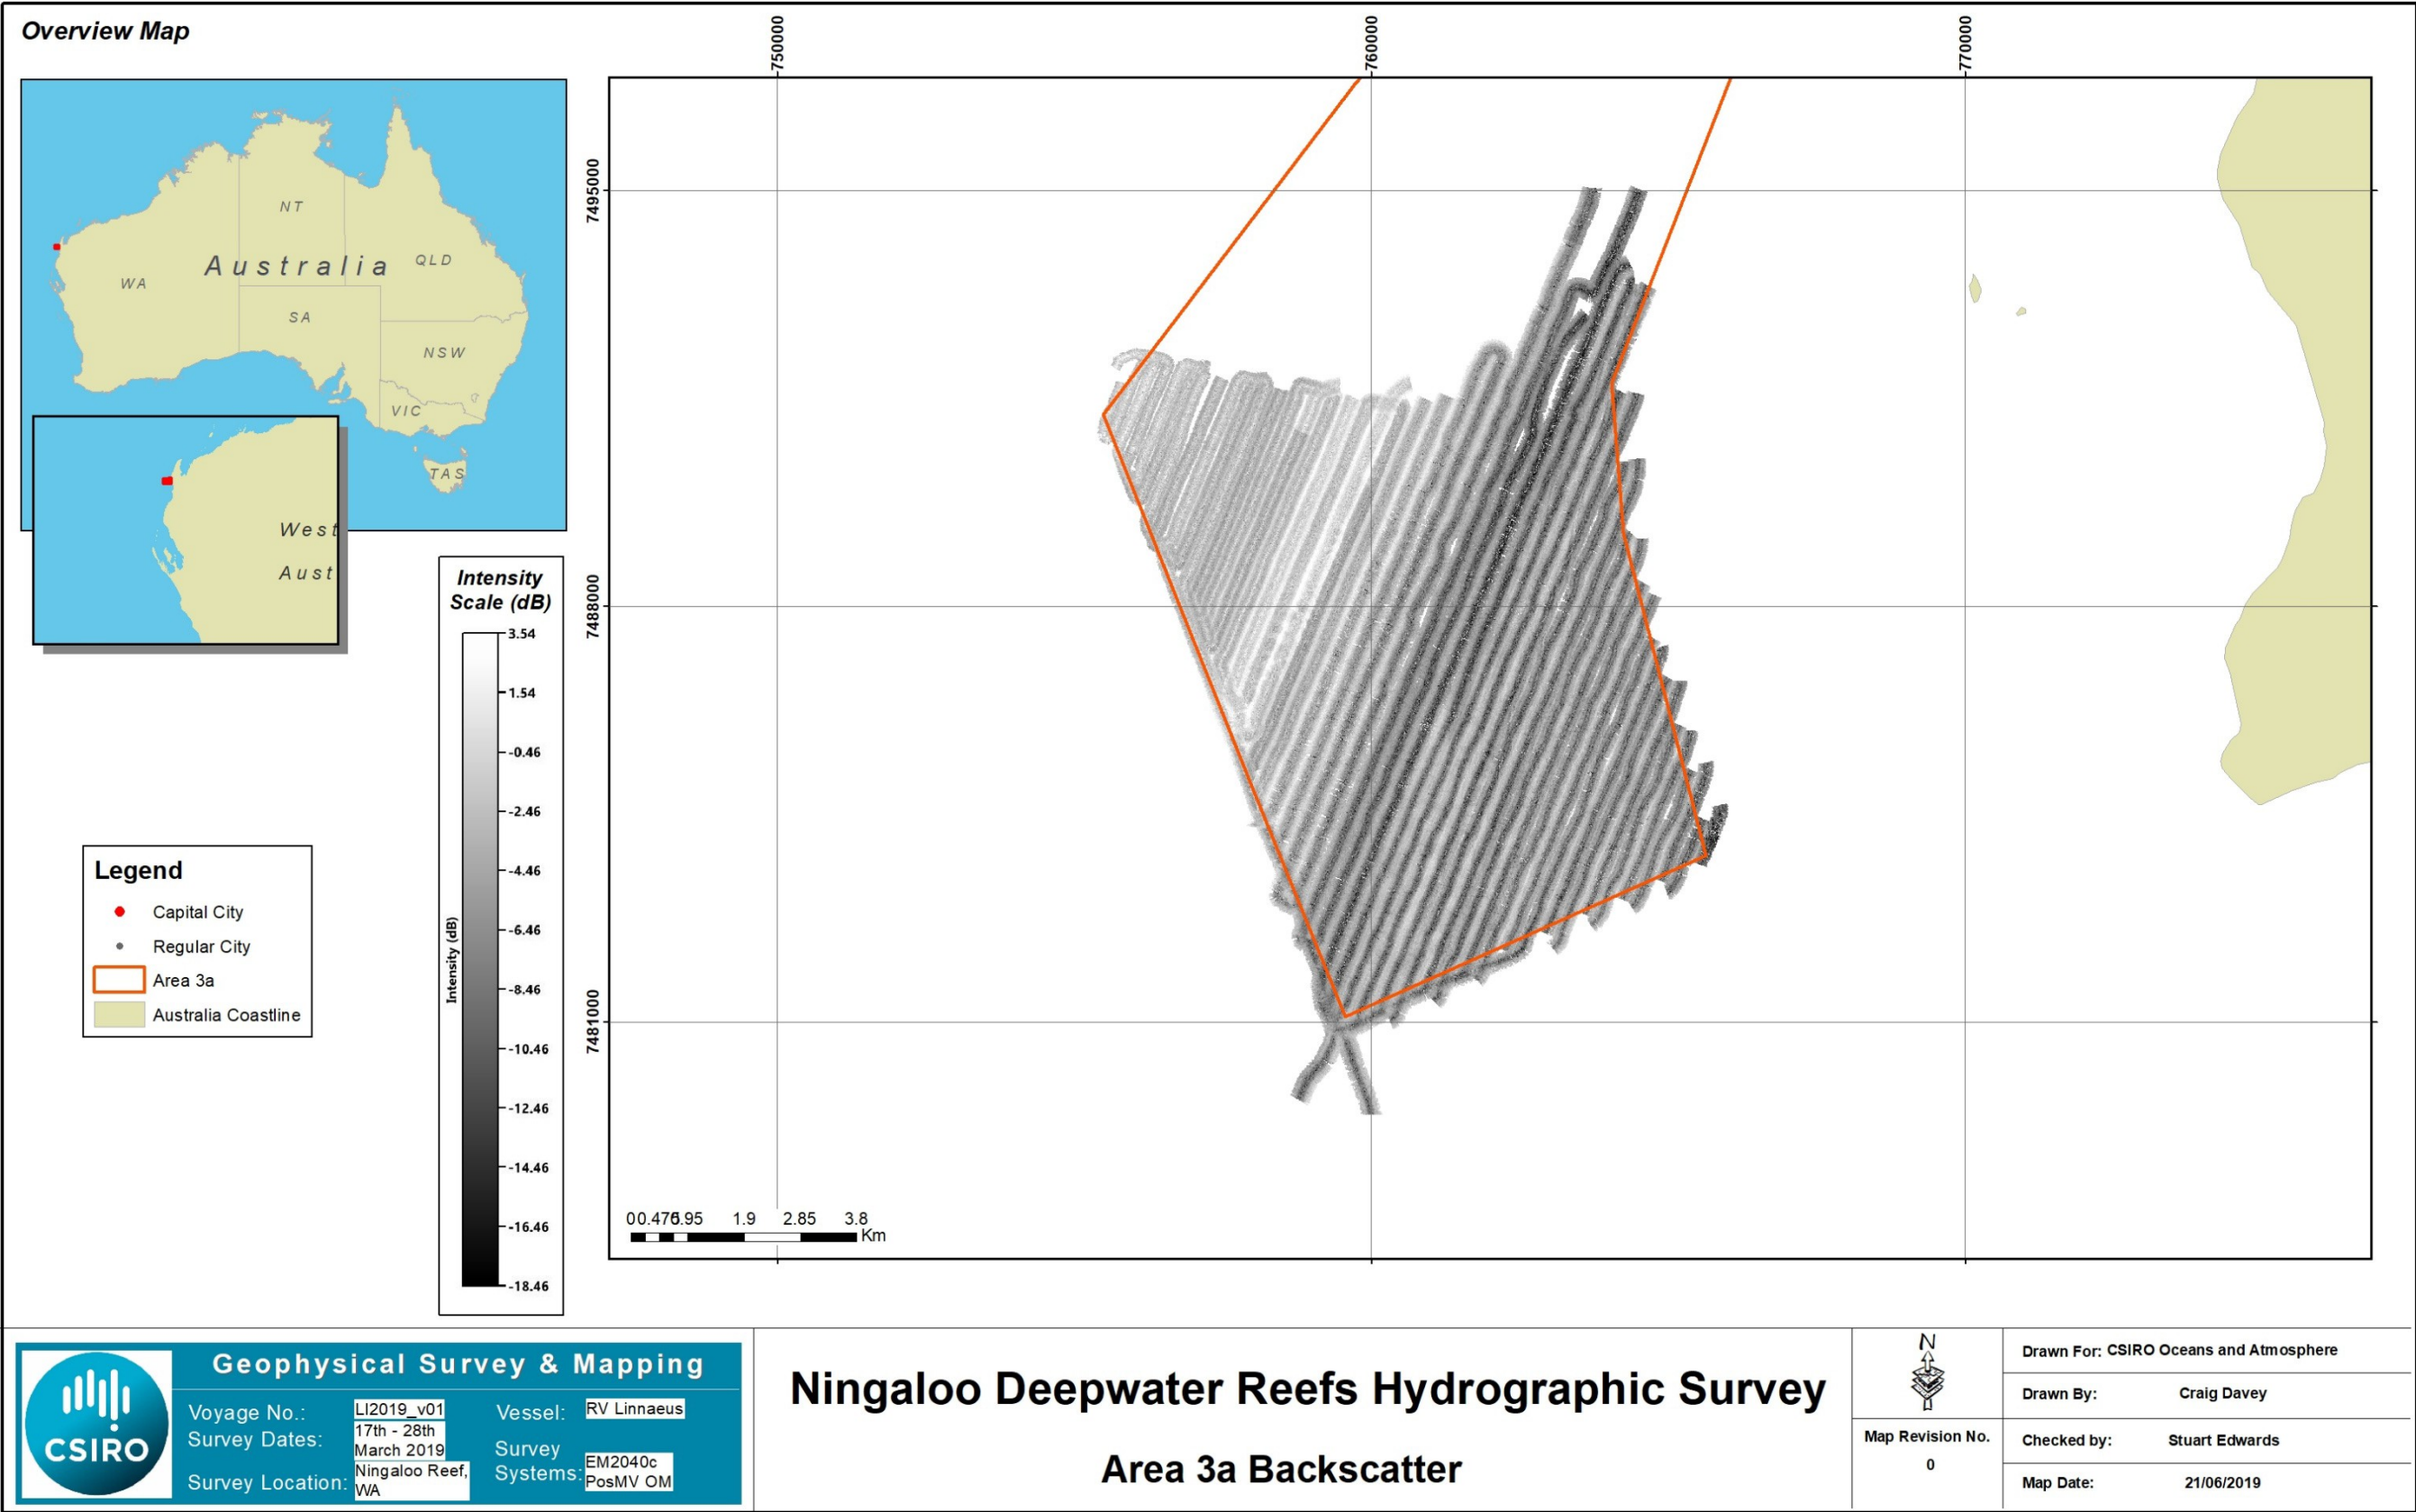 Overview Map
750000
760000
770000
7495000
7488000
7481000
NT
Australia
QLD
WA
SA
NSW
VIC
TAS
West
Aust
Intensity
Scale (dB)
3.54
1.54
-0.46
-2.46
-4.46
-6.46
-8.46
-10.46
-12.46
-14.46
-16.46
-18.46
Intensity (dB)
Legend
Capital City
Regular City
Area 3a
Australia Coastline
0 0.475 0.95 1.9 2.85 3.8
Km
Geophysical Survey & Mapping
CSIRO
Voyage No.: LI2019_v01
Survey Dates: 17th - 28th
March 2019
Survey Location: Ningaloo Reef,
WA
Vessel: RV Linnaeus
Survey
Systems: EM2040c
PosMV OM
Ningaloo Deepwater Reefs Hydrographic Survey
Area 3a Backscatter
N
Map Revision No.
0
Drawn For: CSIRO Oceans and Atmosphere
Drawn By: Craig Davey
Checked by: Stuart Edwards
Map Date: 21/06/2019